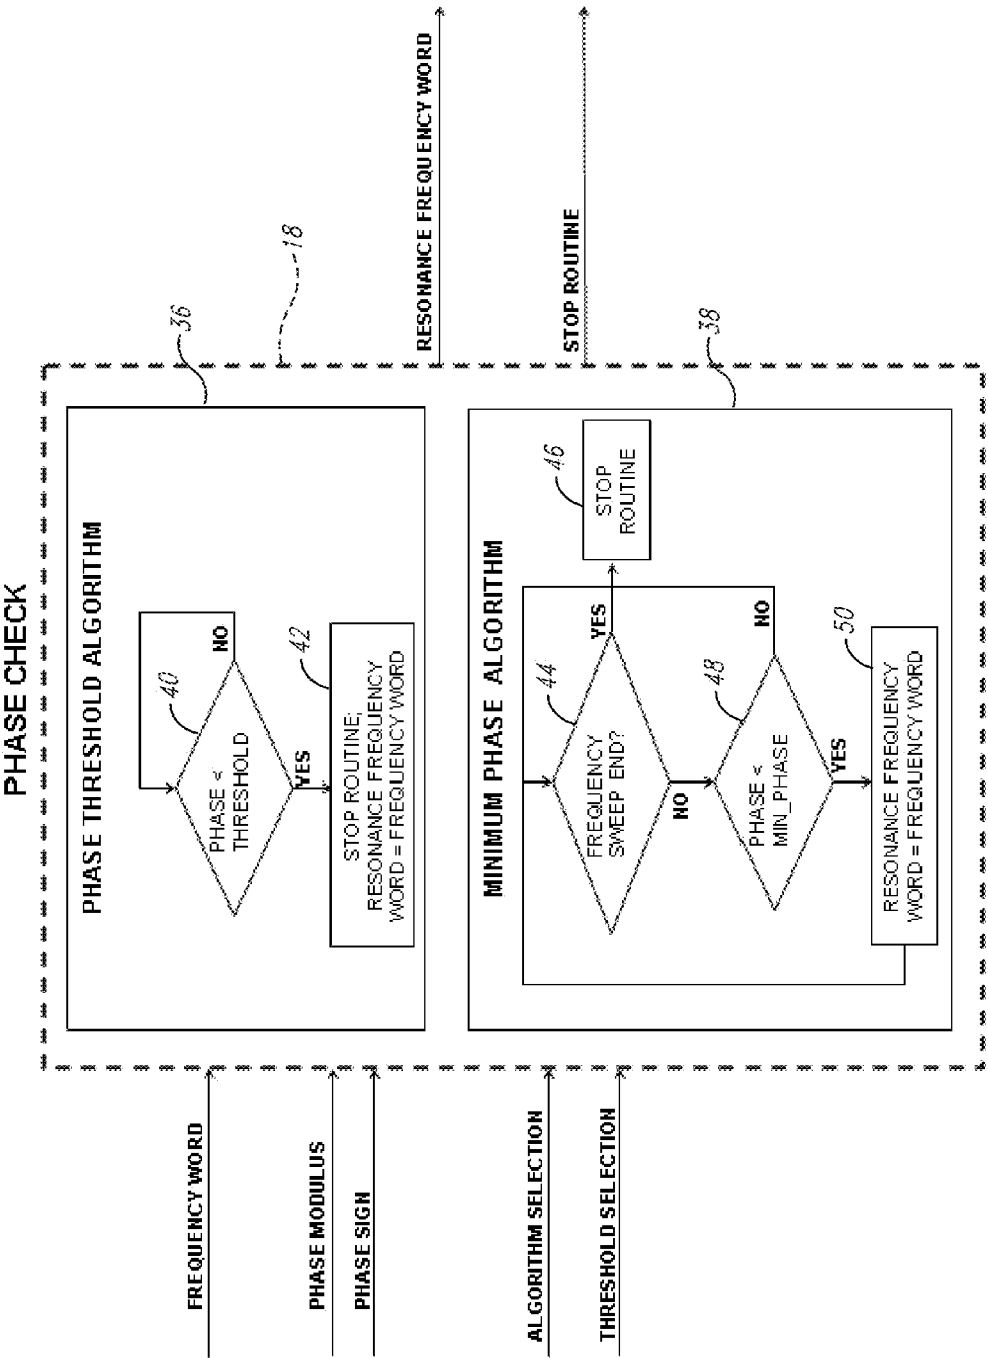 PHASE CHECK
FREQUENCY WORD
PHASE MODULUS
PHASE SIGN
ALGORITHM SELECTION
THRESHOLD SELECTION
PHASE THRESHOLD ALGORITHM
36
18
40
PHASE <
THRESHOLD
NO
YES
42
STOP ROUTINE;
RESONANCE FREQUENCY
WORD = FREQUENCY WORD
MINIMUM PHASE ALGORITHM
38
44
FREQUENCY
SWEEP END?
YES
NO
46
STOP
ROUTINE
48
PHASE <
MIN_PHASE
NO
YES
50
RESONANCE FREQUENCY
WORD = FREQUENCY WORD
RESONANCE FREQUENCY WORD
STOP ROUTINE